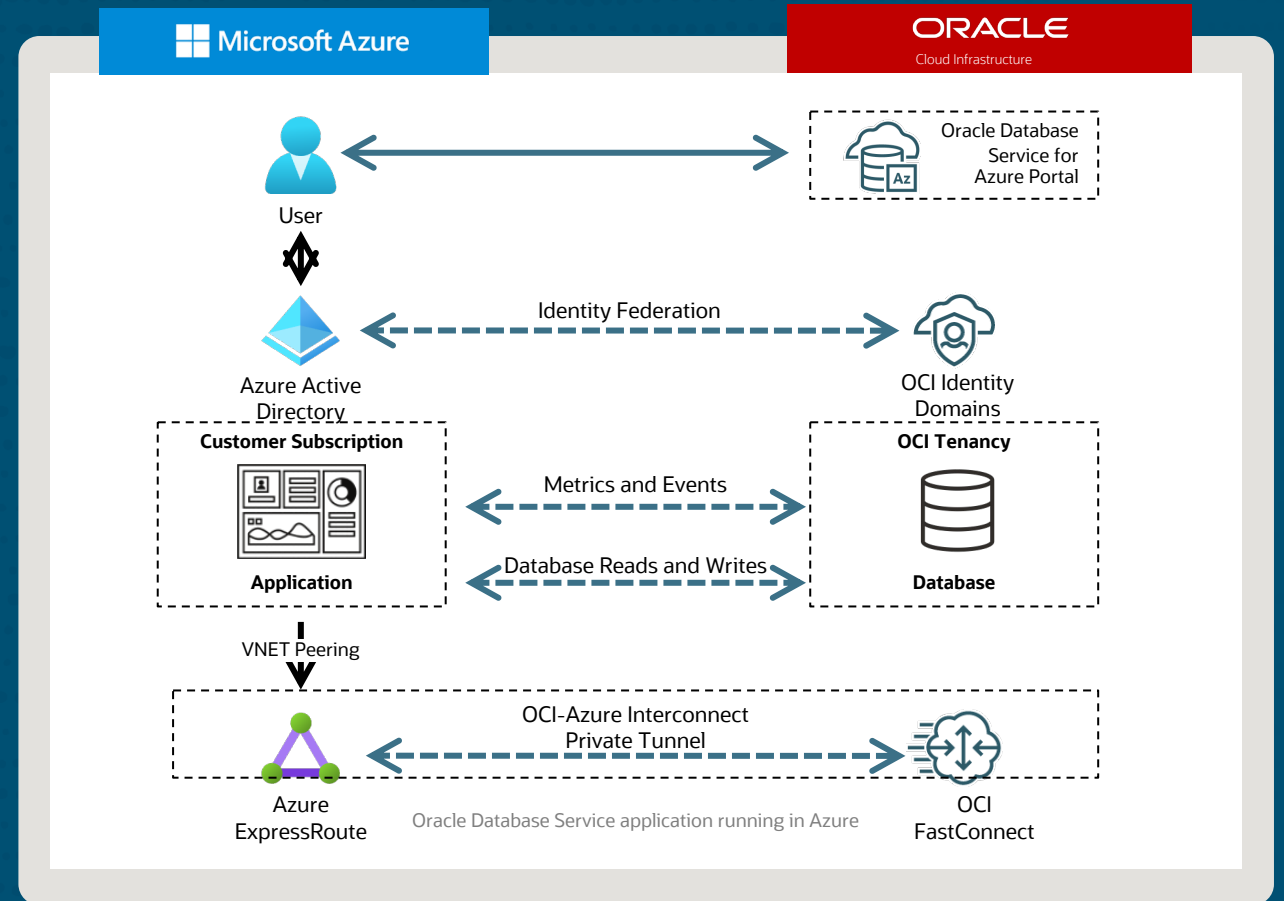 Microsoft Azure
ORACLE
Cloud Infrastructure
Oracle Database
Service for
Azure Portal
Az
User
Identity Federation
Azure Active
Directory
OCI Identity
Domains
Customer Subscription
OCI Tenancy
Metrics and Events
Database Reads and Writes
Application
Database
VNET Peering
OCI-Azure Interconnect
Private Tunnel
Azure
ExpressRoute
OCI
FastConnect
Oracle Database Service application running in Azure